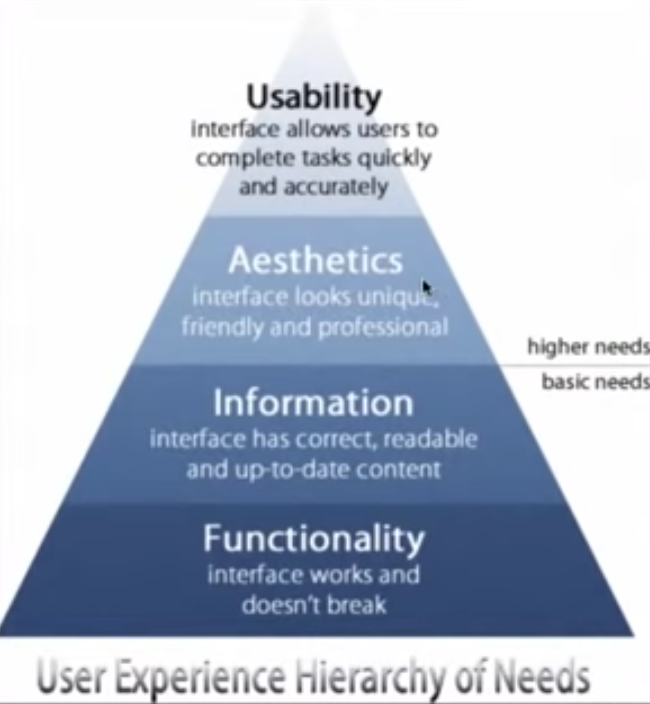 Usability
interface allows users to
complete tasks quickly
and accurately
Aesthetics
interface looks unique,
friendly and professional
higher needs
basic needs
Information
interface has correct, readable
and up-to-date content
Functionality
interface works and
doesn't break
User Experience Hierarchy of Needs